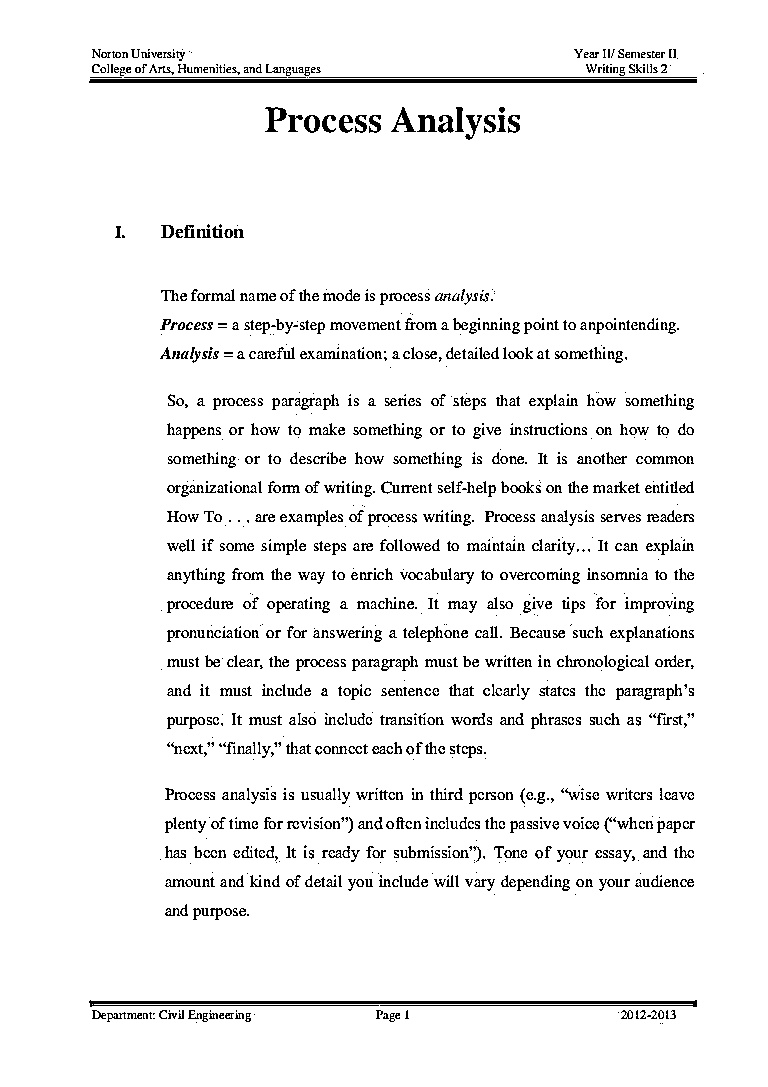 Norton University
Year II/ Semester II
College of Arts, Humanities, and Languages
Writing Skills 2
Process Analysis
I. Definition
The formal name of the mode is process analysis.
Process = a step-by-step movement from a beginning point to anpointending.
Analysis = a careful examination; a close, detailed look at something.
So, a process paragraph is a series of steps that explain how something
happens or how to make something or to give instructions on how to do
something or to describe how something is done. It is another common
organizational form of writing. Current self-help books on the market entitled
How To . . . are examples of process writing. Process analysis serves readers
well if some simple steps are followed to maintain clarity… It can explain
anything from the way to enrich vocabulary to overcoming insomnia to the
procedure of operating a machine. It may also give tips for improving
pronunciation or for answering a telephone call. Because such explanations
must be clear, the process paragraph must be written in chronological order,
and it must include a topic sentence that clearly states the paragraph’s
purpose. It must also include transition words and phrases such as “first,”
“next,” “finally,” that connect each of the steps.
Process analysis is usually written in third person (e.g., “wise writers leave
plenty of time for revision”) and often includes the passive voice (“when paper
has been edited, It is ready for submission”). Tone of your essay, and the
amount and kind of detail you include will vary depending on your audience
and purpose.
Department: Civil Engineering
Page 1
2012-2013